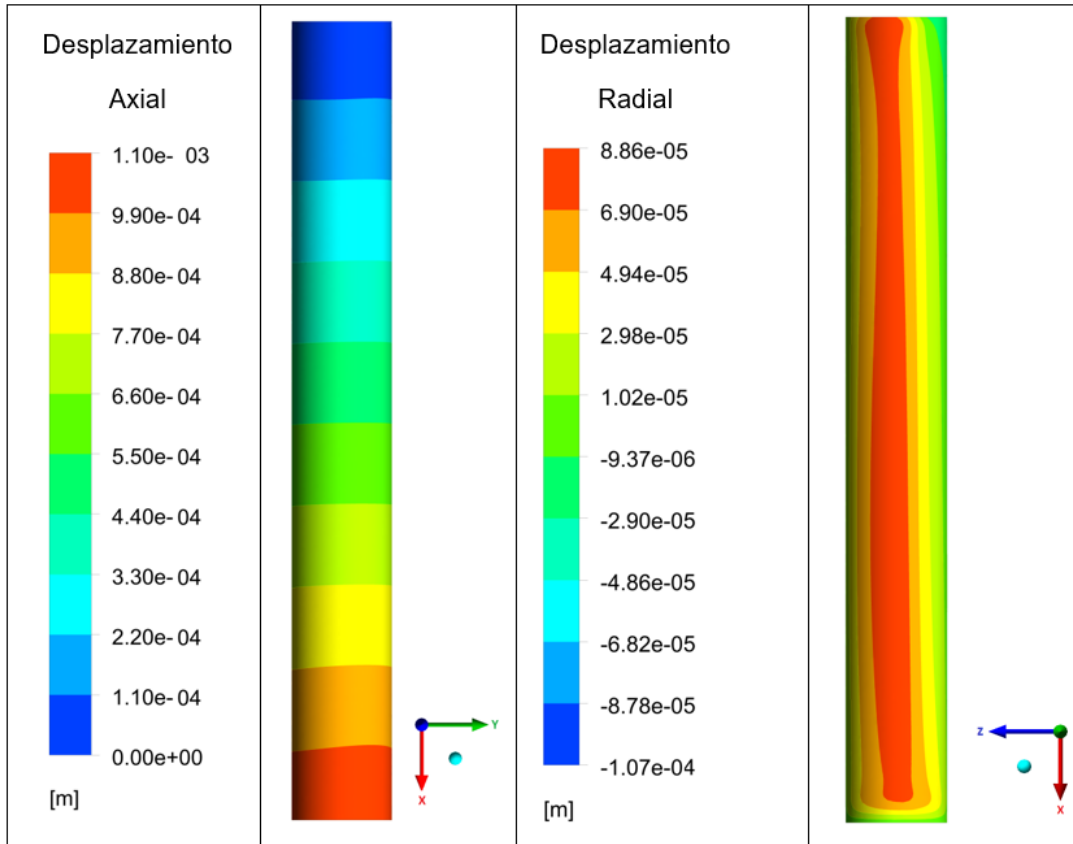 Desplazamiento
Axial
1.10e- 03
9.90e- 04
8.80e- 04
7.70e- 04
6.60e- 04
5.50e- 04
4.40e- 04
3.30e- 04
2.20e- 04
1.10e- 04
0.00e+00
[m]
Y
X
Desplazamiento
Radial
8.86e-05
6.90e-05
4.94e-05
2.98e-05
1.02e-05
-9.37e-06
-2.90e-05
-4.86e-05
-6.82e-05
-8.78e-05
-1.07e-04
[m]
Z
X